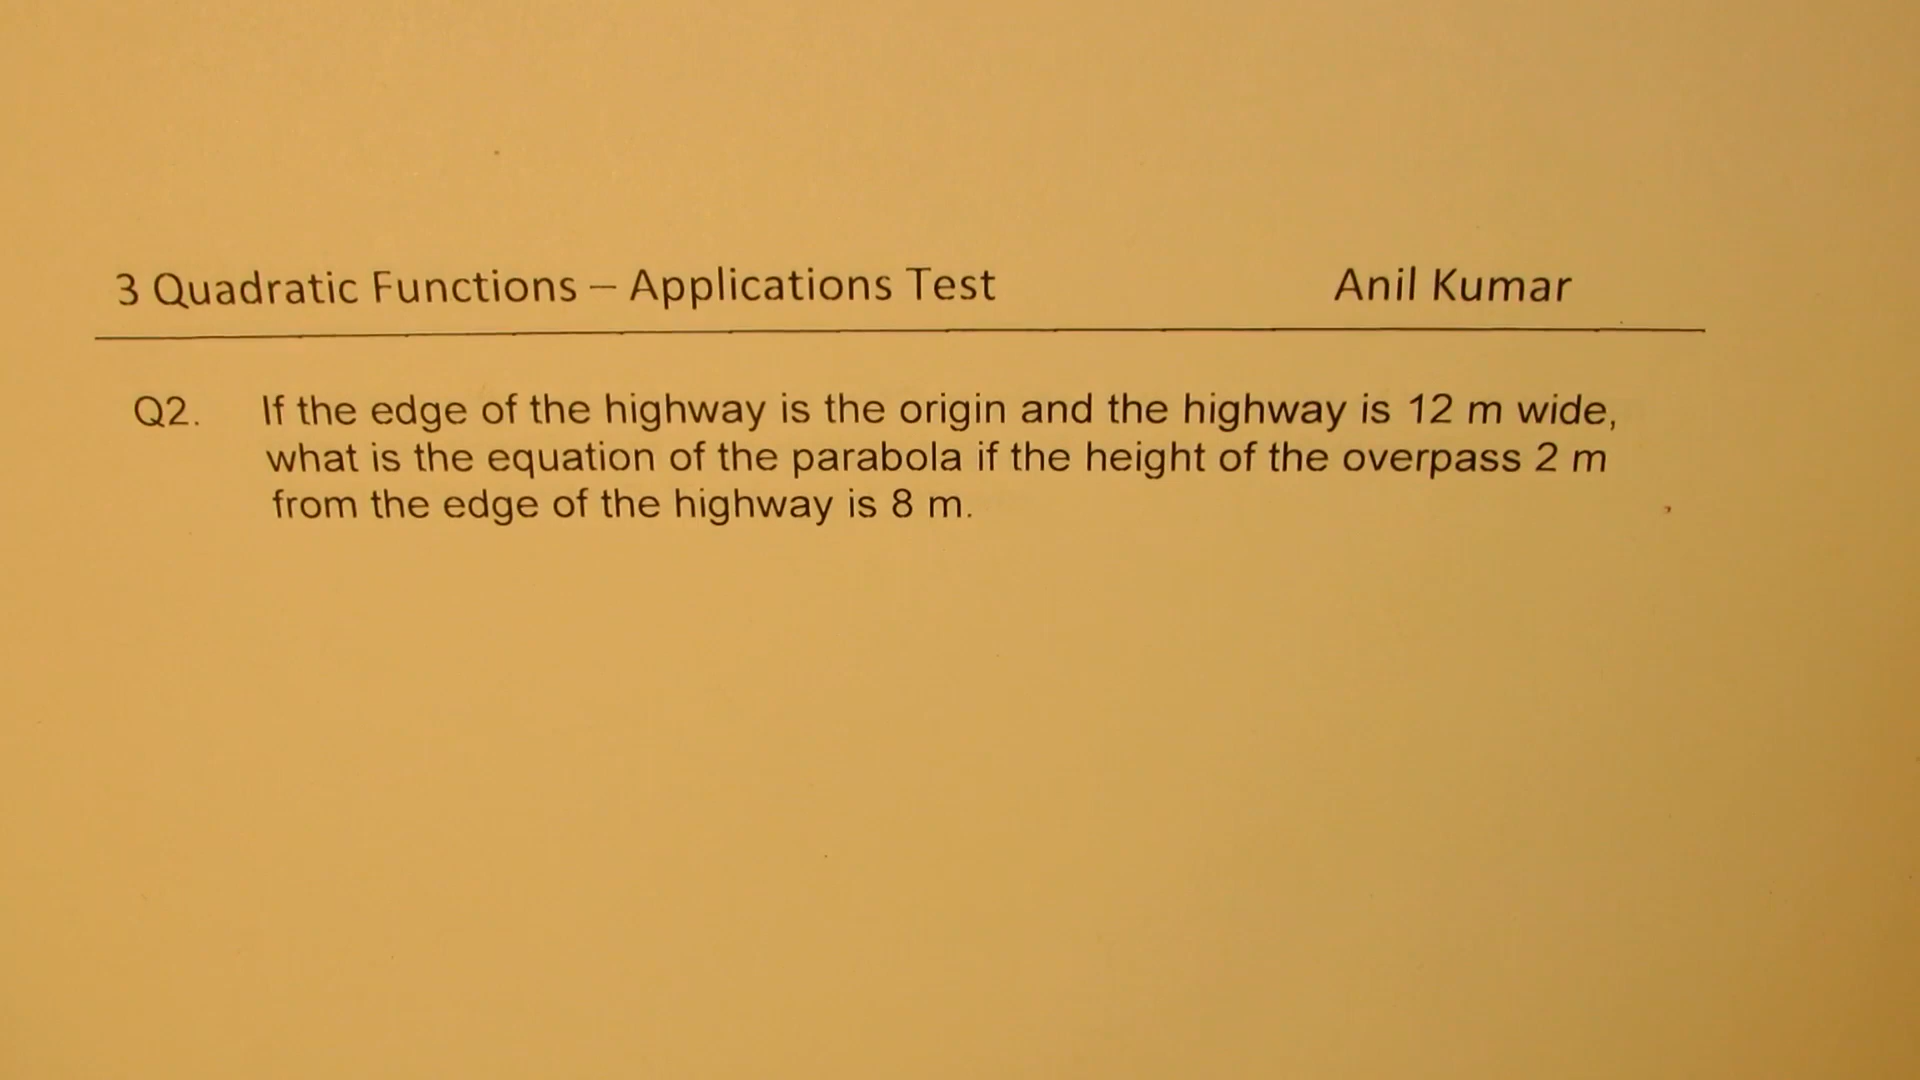 3 Quadratic Functions – Applications Test Anil Kumar
Q2. If the edge of the highway is the origin and the highway is 12 m wide,
what is the equation of the parabola if the height of the overpass 2 m
from the edge of the highway is 8 m.